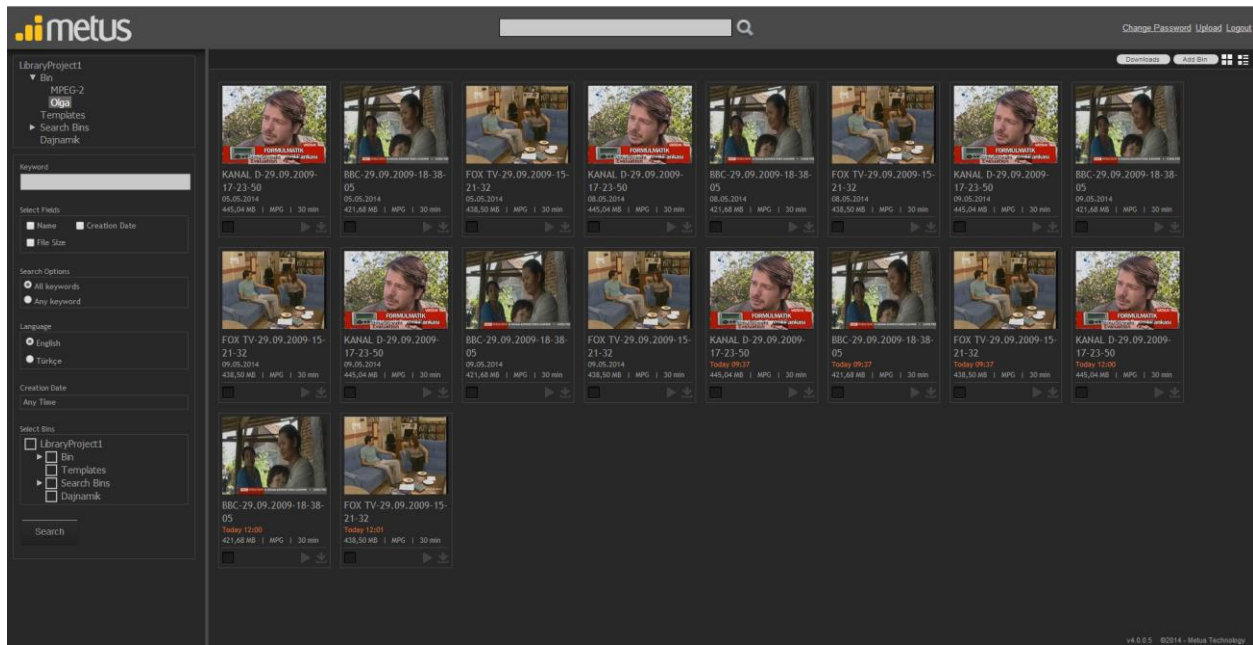 metus
Change Password Upload Logout
Downloads Add Bin
LibraryProject1
▼ Bin
MPEG-2
Olga
Templates
► Search Bins
Dajnamik
Keyword
Select Fields
Name Creation Date
File Size
Search Options
All keywords
Any keyword
Language
English
Türkçe
Creation Date
Any Time
Select Bins
LibraryProject1
► Bin
Templates
► Search Bins
Dajnamik
Search
FORMÜLMATİK
KANAL D-29.09.2009-
17-23-50
05.05.2014
445,04 MB | MPG | 30 min
BBC-29.09.2009-18-38-
05
05.05.2014
421,68 MB | MPG | 30 min
FOX TV-29.09.2009-15-
21-32
05.05.2014
438,50 MB | MPG | 30 min
FORMÜLMATİK
KANAL D-29.09.2009-
17-23-50
08.05.2014
445,04 MB | MPG | 30 min
BBC-29.09.2009-18-38-
05
08.05.2014
421,68 MB | MPG | 30 min
FOX TV-29.09.2009-15-
21-32
08.05.2014
438,50 MB | MPG | 30 min
FORMÜLMATİK
KANAL D-29.09.2009-
17-23-50
09.05.2014
445,04 MB | MPG | 30 min
BBC-29.09.2009-18-38-
05
09.05.2014
421,68 MB | MPG | 30 min
FOX TV-29.09.2009-15-
21-32
09.05.2014
438,50 MB | MPG | 30 min
FORMÜLMATİK
KANAL D-29.09.2009-
17-23-50
09.05.2014
445,04 MB | MPG | 30 min
BBC-29.09.2009-18-38-
05
09.05.2014
421,68 MB | MPG | 30 min
FOX TV-29.09.2009-15-
21-32
09.05.2014
438,50 MB | MPG | 30 min
FORMÜLMATİK
KANAL D-29.09.2009-
17-23-50
Today 09:37
445,04 MB | MPG | 30 min
BBC-29.09.2009-18-38-
05
Today 09:37
421,68 MB | MPG | 30 min
FOX TV-29.09.2009-15-
21-32
Today 09:37
438,50 MB | MPG | 30 min
FORMÜLMATİK
KANAL D-29.09.2009-
17-23-50
Today 12:00
445,04 MB | MPG | 30 min
BBC-29.09.2009-18-38-
05
Today 12:00
421,68 MB | MPG | 30 min
FOX TV-29.09.2009-15-
21-32
Today 12:01
438,50 MB | MPG | 30 min
v4.0.0.5 ©2014 - Metus Technology